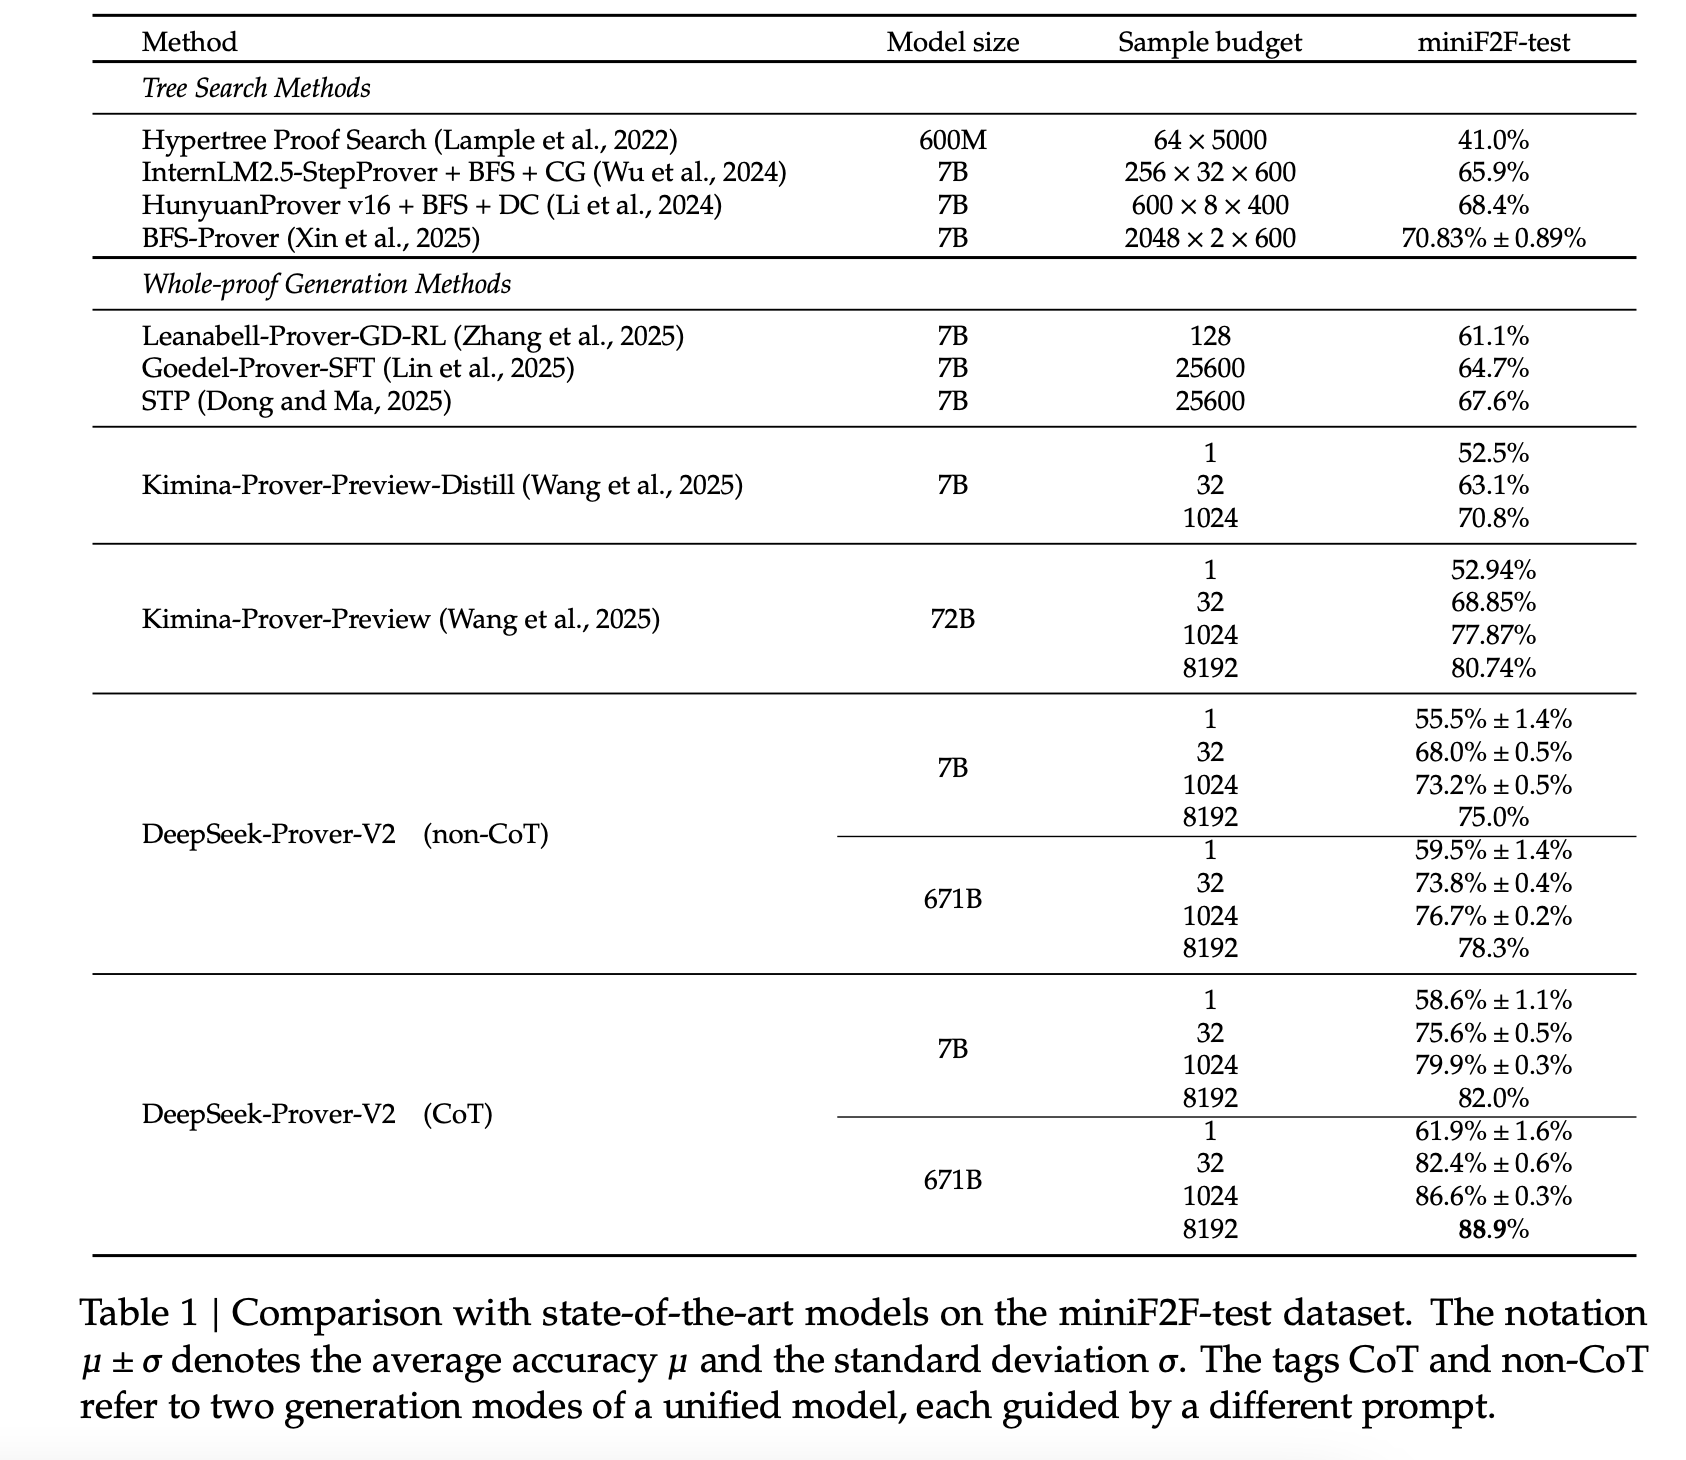 Method Model size Sample budget miniF2F-test
Tree Search Methods
Hypertree Proof Search (Lample et al., 2022) 600M 64 × 5000 41.0%
InternLM2.5-StepProver + BFS + CG (Wu et al., 2024) 7B 256 × 32 × 600 65.9%
HunyuanProver v16 + BFS + DC (Li et al., 2024) 7B 600 × 8 × 400 68.4%
BFS-Prover (Xin et al., 2025) 7B 2048 × 2 × 600 70.83% ± 0.89%
Whole-proof Generation Methods
Leanabell-Prover-GD-RL (Zhang et al., 2025) 7B 128 61.1%
Goedel-Prover-SFT (Lin et al., 2025) 7B 25600 64.7%
STP (Dong and Ma, 2025) 7B 25600 67.6%
1 52.5%
Kimina-Prover-Preview-Distill (Wang et al., 2025) 7B 32 63.1%
1024 70.8%
1 52.94%
32 68.85%
Kimina-Prover-Preview (Wang et al., 2025) 72B
1024 77.87%
8192 80.74%
1 55.5% ± 1.4%
32 68.0% ± 0.5%
7B
1024 73.2% ± 0.5%
8192 75.0%
DeepSeek-Prover-V2 (non-CoT)
1 59.5% ± 1.4%
32 73.8% ± 0.4%
671B
1024 76.7% ± 0.2%
8192 78.3%
1 58.6% ± 1.1%
32 75.6% ± 0.5%
7B
1024 79.9% ± 0.3%
8192 82.0%
DeepSeek-Prover-V2 (CoT)
1 61.9% ± 1.6%
32 82.4% ± 0.6%
671B
1024 86.6% ± 0.3%
8192 88.9%
Table 1 | Comparison with state-of-the-art models on the miniF2F-test dataset. The notation
μ ± σ denotes the average accuracy μ and the standard deviation σ. The tags CoT and non-CoT
refer to two generation modes of a unified model, each guided by a different prompt.